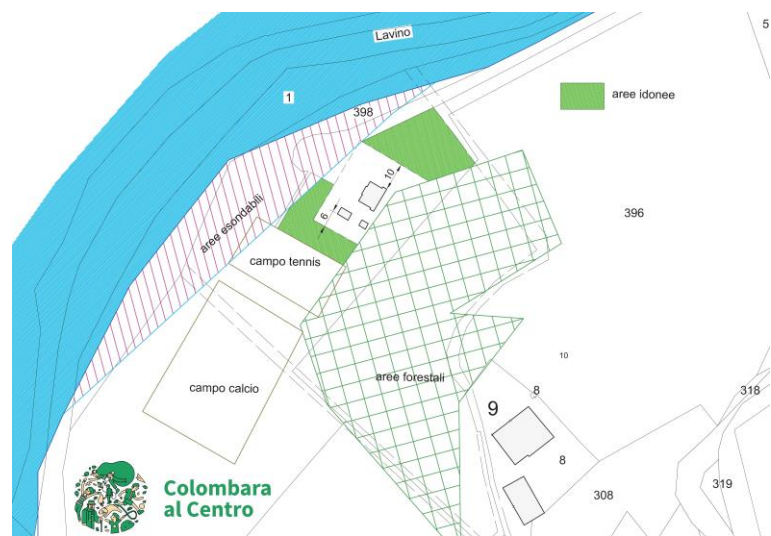 Lavino
5
1
aree idonee
398
10
6
396
aree esondabili
campo tennis
10
campo calcio
aree forestali
8
318
9
8
319
308
Colombara
al Centro